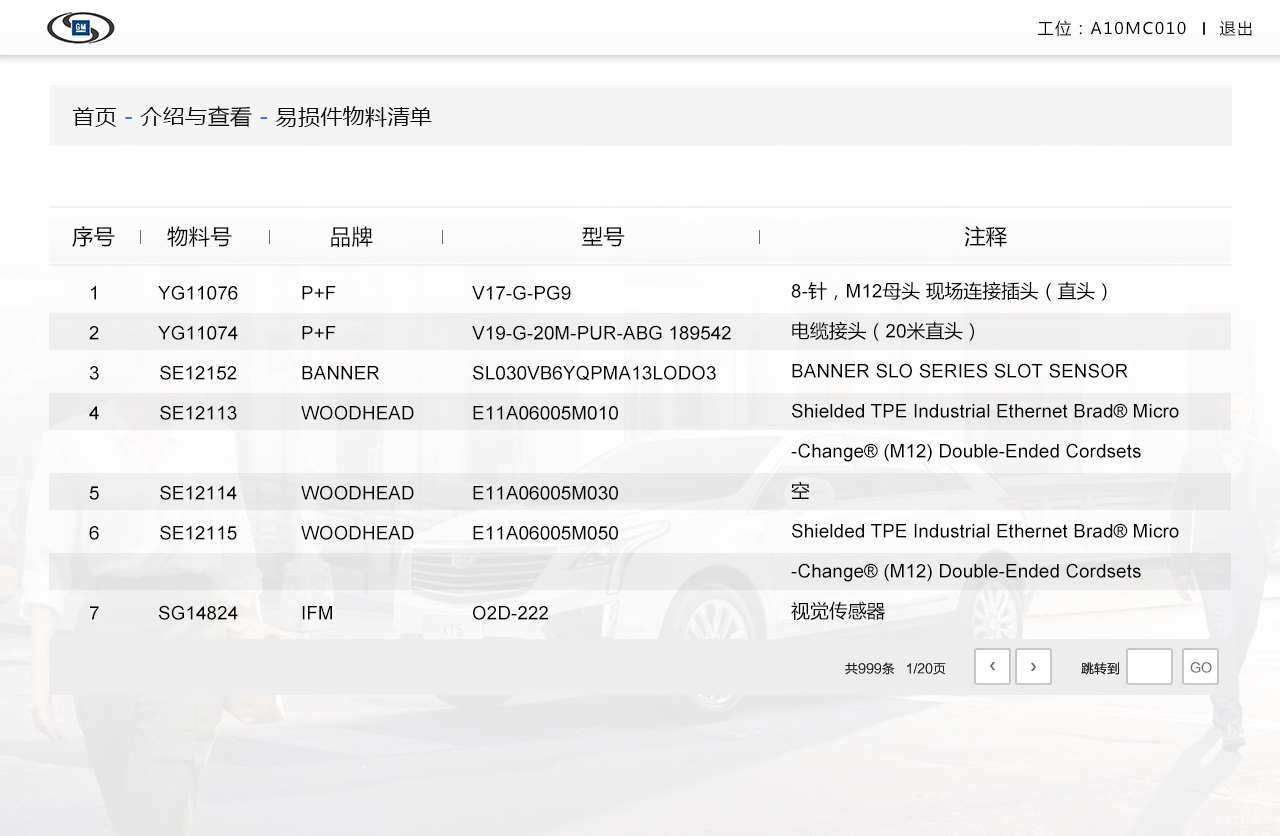 GM
工位：A10MC010 | 退出
首页 - 介绍与查看 - 易损件物料清单
序号 | 物料号 | 品牌 | 型号 | 注释
1 YG11076 P+F V17-G-PG9 8-针，M12母头 现场连接插头（直头）
2 YG11074 P+F V19-G-20M-PUR-ABG 189542 电缆接头（20米直头）
3 SE12152 BANNER SL030VB6YQPMA13LODO3 BANNER SLO SERIES SLOT SENSOR
4 SE12113 WOODHEAD E11A06005M010 Shielded TPE Industrial Ethernet Brad® Micro
-Change® (M12) Double-Ended Cordsets
5 SE12114 WOODHEAD E11A06005M030 空
6 SE12115 WOODHEAD E11A06005M050 Shielded TPE Industrial Ethernet Brad® Micro
-Change® (M12) Double-Ended Cordsets
7 SG14824 IFM O2D-222 视觉传感器
XT5
共999条 1/20页 ‹ › 跳转到 GO